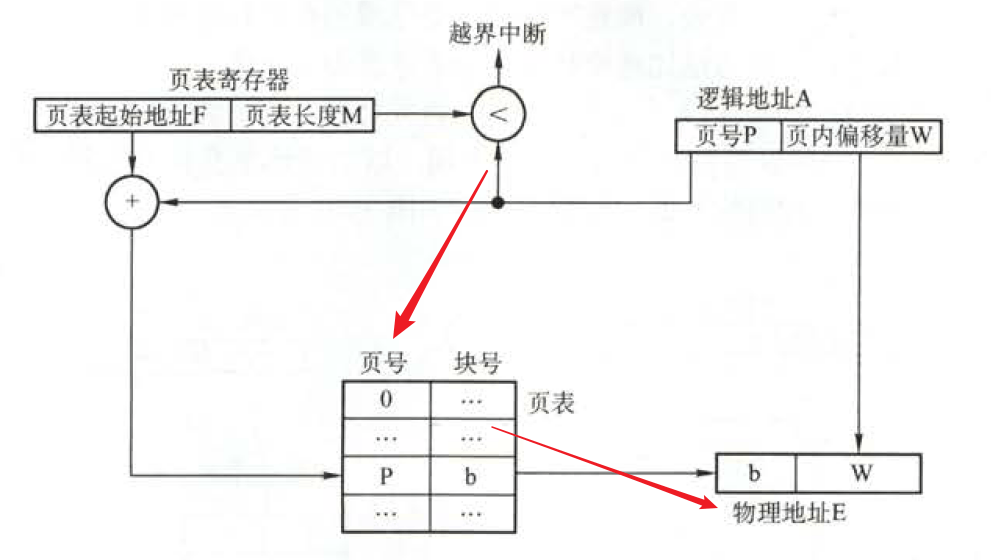 越界中断
页表寄存器
页表起始地址F 页表长度M
<
逻辑地址A
页号P 页内偏移量W
+
页号 块号
0 …
页表
… …
P b
… …
b W
物理地址E